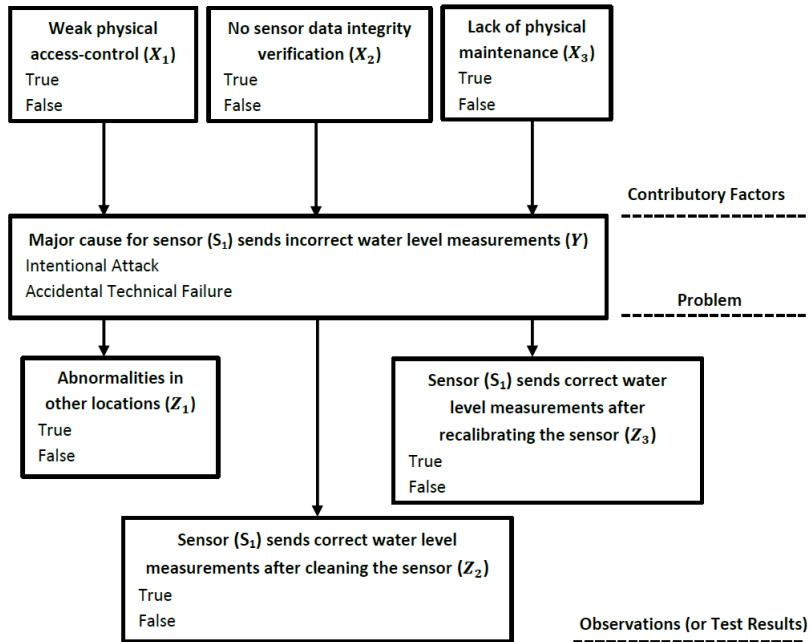 Weak physical
access-control (X₁)
True
False
No sensor data integrity
verification (X₂)
True
False
Lack of physical
maintenance (X₃)
True
False
Contributory Factors
Major cause for sensor (S₁) sends incorrect water level measurements (Y)
Intentional Attack
Accidental Technical Failure
Problem
Abnormalities in
other locations (Z₁)
True
False
Sensor (S₁) sends correct water
level measurements after
recalibrating the sensor (Z₃)
True
False
Sensor (S₁) sends correct water level
measurements after cleaning the sensor (Z₂)
True
False
Observations (or Test Results)